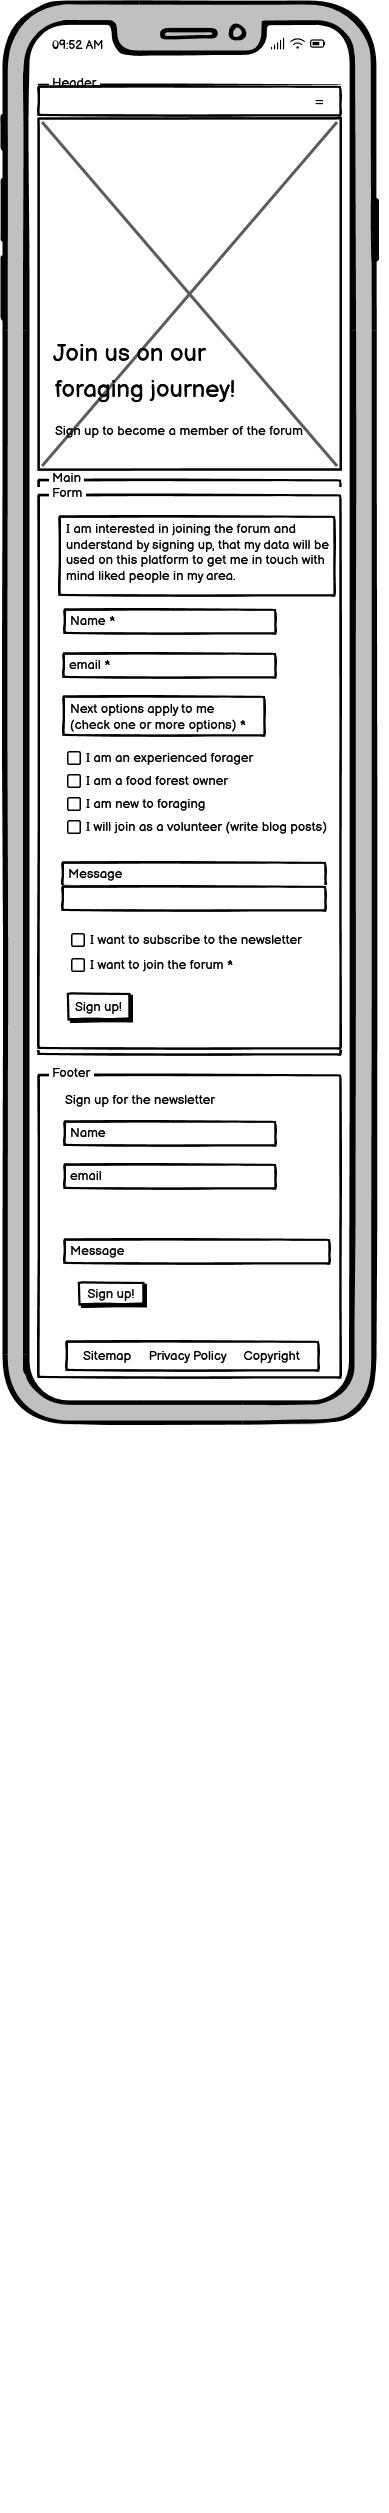 09:52 AM
Header
=
Join us on our
foraging journey!
Sign up to become a member of the forum
Main
Form
I am interested in joining the forum and
understand by signing up, that my data will be
used on this platform to get me in touch with
mind liked people in my area.
Name *
email *
Next options apply to me
(check one or more options) *
I am an experienced forager
I am a food forest owner
I am new to foraging
I will join as a volunteer (write blog posts)
Message
I want to subscribe to the newsletter
I want to join the forum *
Sign up!
Footer
Sign up for the newsletter
Name
email
Message
Sign up!
Sitemap Privacy Policy Copyright